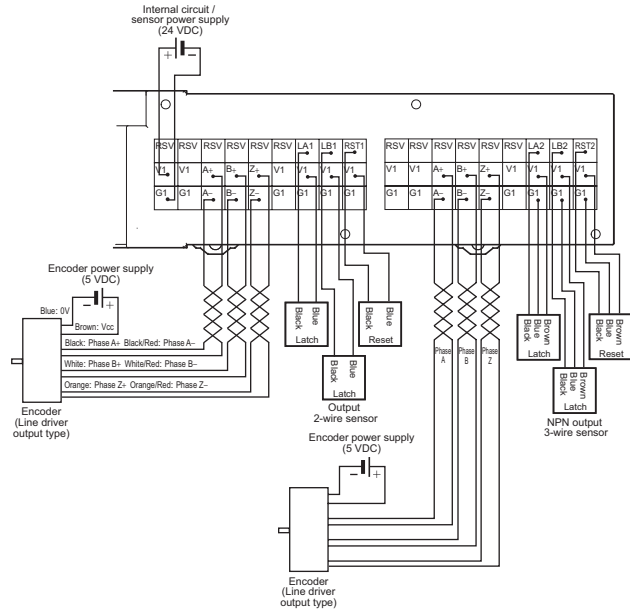 Internal circuit /
sensor power supply
(24 VDC)
+ −
RSV RSV RSV RSV RSV RSV LA1 LB1 RST1
V1 V1 A+ B+ Z+ V1 V1 V1 V1
G1 G1 A− B− Z− G1 G1 G1 G1
RSV RSV RSV RSV RSV RSV LA2 LB2 RST2
V1 V1 A+ B+ Z+ V1 V1 V1 V1
G1 G1 A− B− Z− G1 G1 G1 G1
Encoder power supply
(5 VDC)
− +
Blue: 0V
Brown: Vcc
Black: Phase A+ Black/Red: Phase A−
White: Phase B+ White/Red: Phase B−
Orange: Phase Z+ Orange/Red: Phase Z−
Encoder
(Line driver
output type)
Black Blue
Latch
Black Blue
Latch
Output
2-wire sensor
Black Blue
Reset
Phase A
Phase B
Phase Z
Black Blue Brown
Latch
Black Blue Brown
Latch
NPN output
3-wire sensor
Black Blue Brown
Reset
Encoder power supply
(5 VDC)
− +
Encoder
(Line driver
output type)